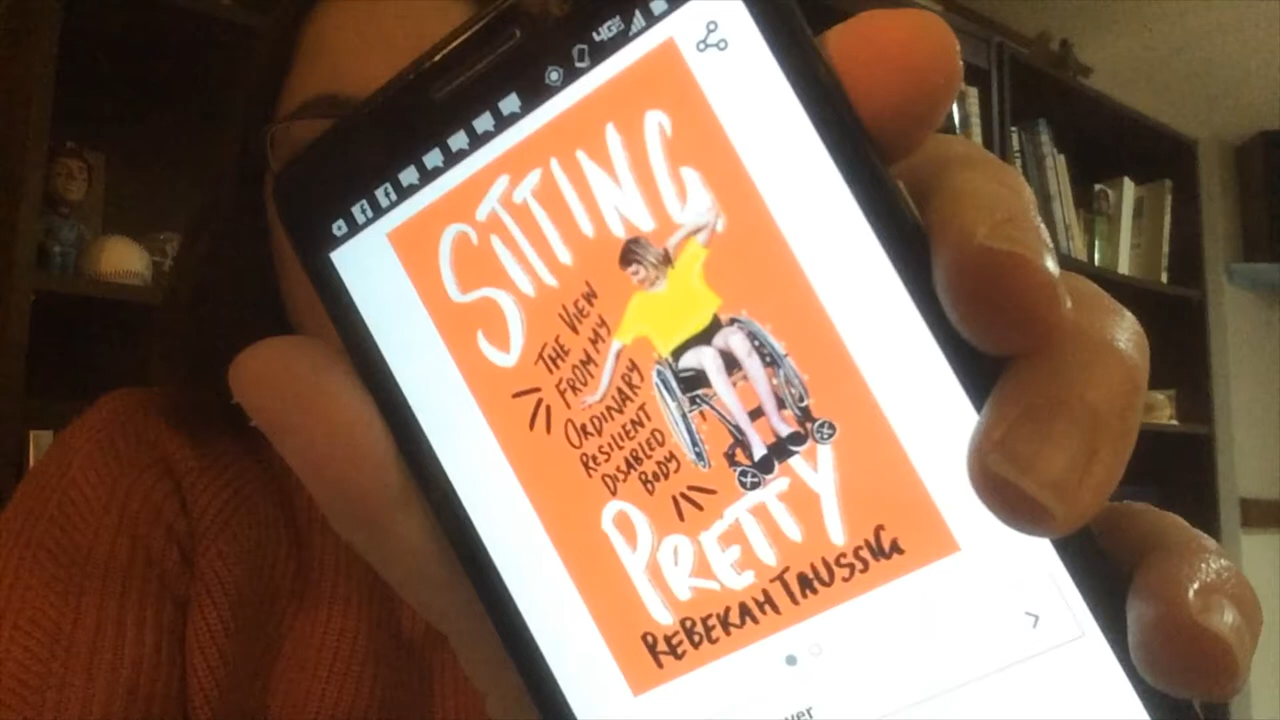 4G
SITTING
THE VIEW
FROM MY
ORDINARY
RESILIENT
DISABLED
BODY
PRETTY
REBEKAH TAUSSIG